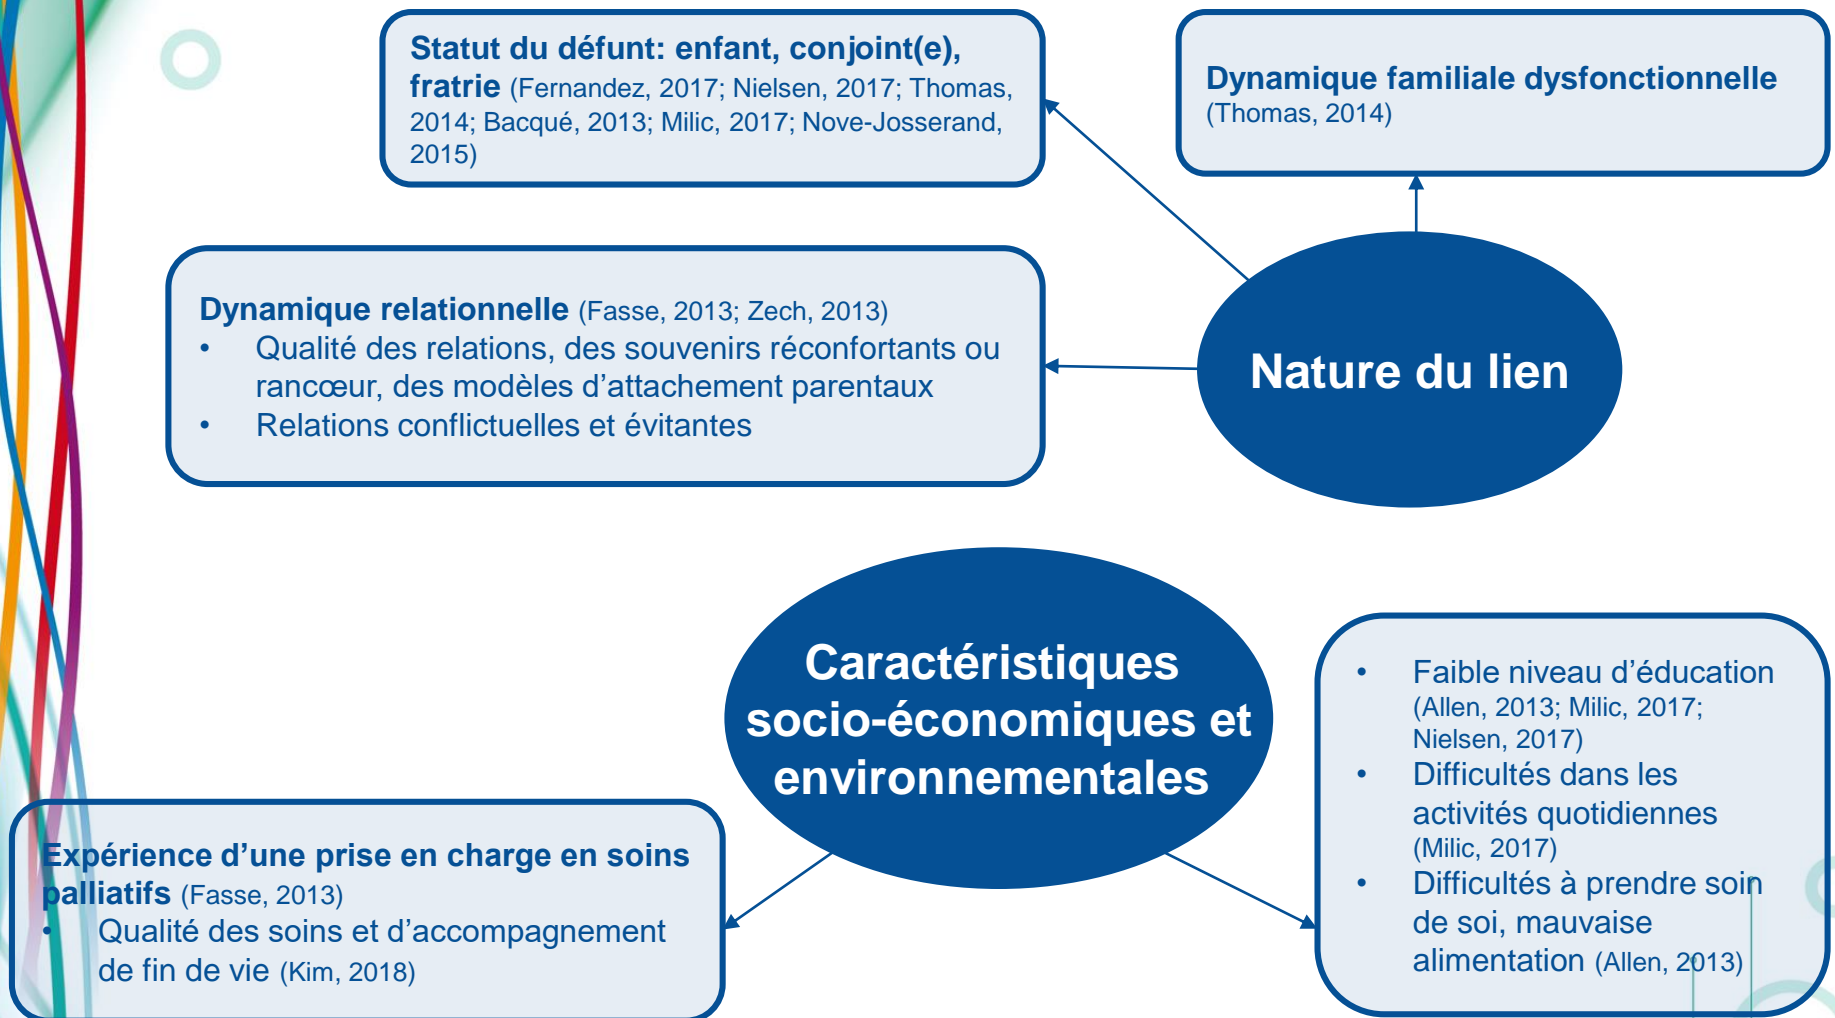 Statut du défunt: enfant, conjoint(e),
fratrie (Fernandez, 2017; Nielsen, 2017; Thomas,
2014; Bacqué, 2013; Milic, 2017; Nove-Josserand,
2015)
Dynamique familiale dysfonctionnelle
(Thomas, 2014)
Dynamique relationnelle (Fasse, 2013; Zech, 2013)
• Qualité des relations, des souvenirs réconfortants ou
rancœur, des modèles d’attachement parentaux
• Relations conflictuelles et évitantes
Nature du lien
Caractéristiques
socio-économiques et
environnementales
Expérience d’une prise en charge en soins
palliatifs (Fasse, 2013)
• Qualité des soins et d’accompagnement
de fin de vie (Kim, 2018)
• Faible niveau d’éducation
(Allen, 2013; Milic, 2017;
Nielsen, 2017)
• Difficultés dans les
activités quotidiennes
(Milic, 2017)
• Difficultés à prendre soin
de soi, mauvaise
alimentation (Allen, 2013)